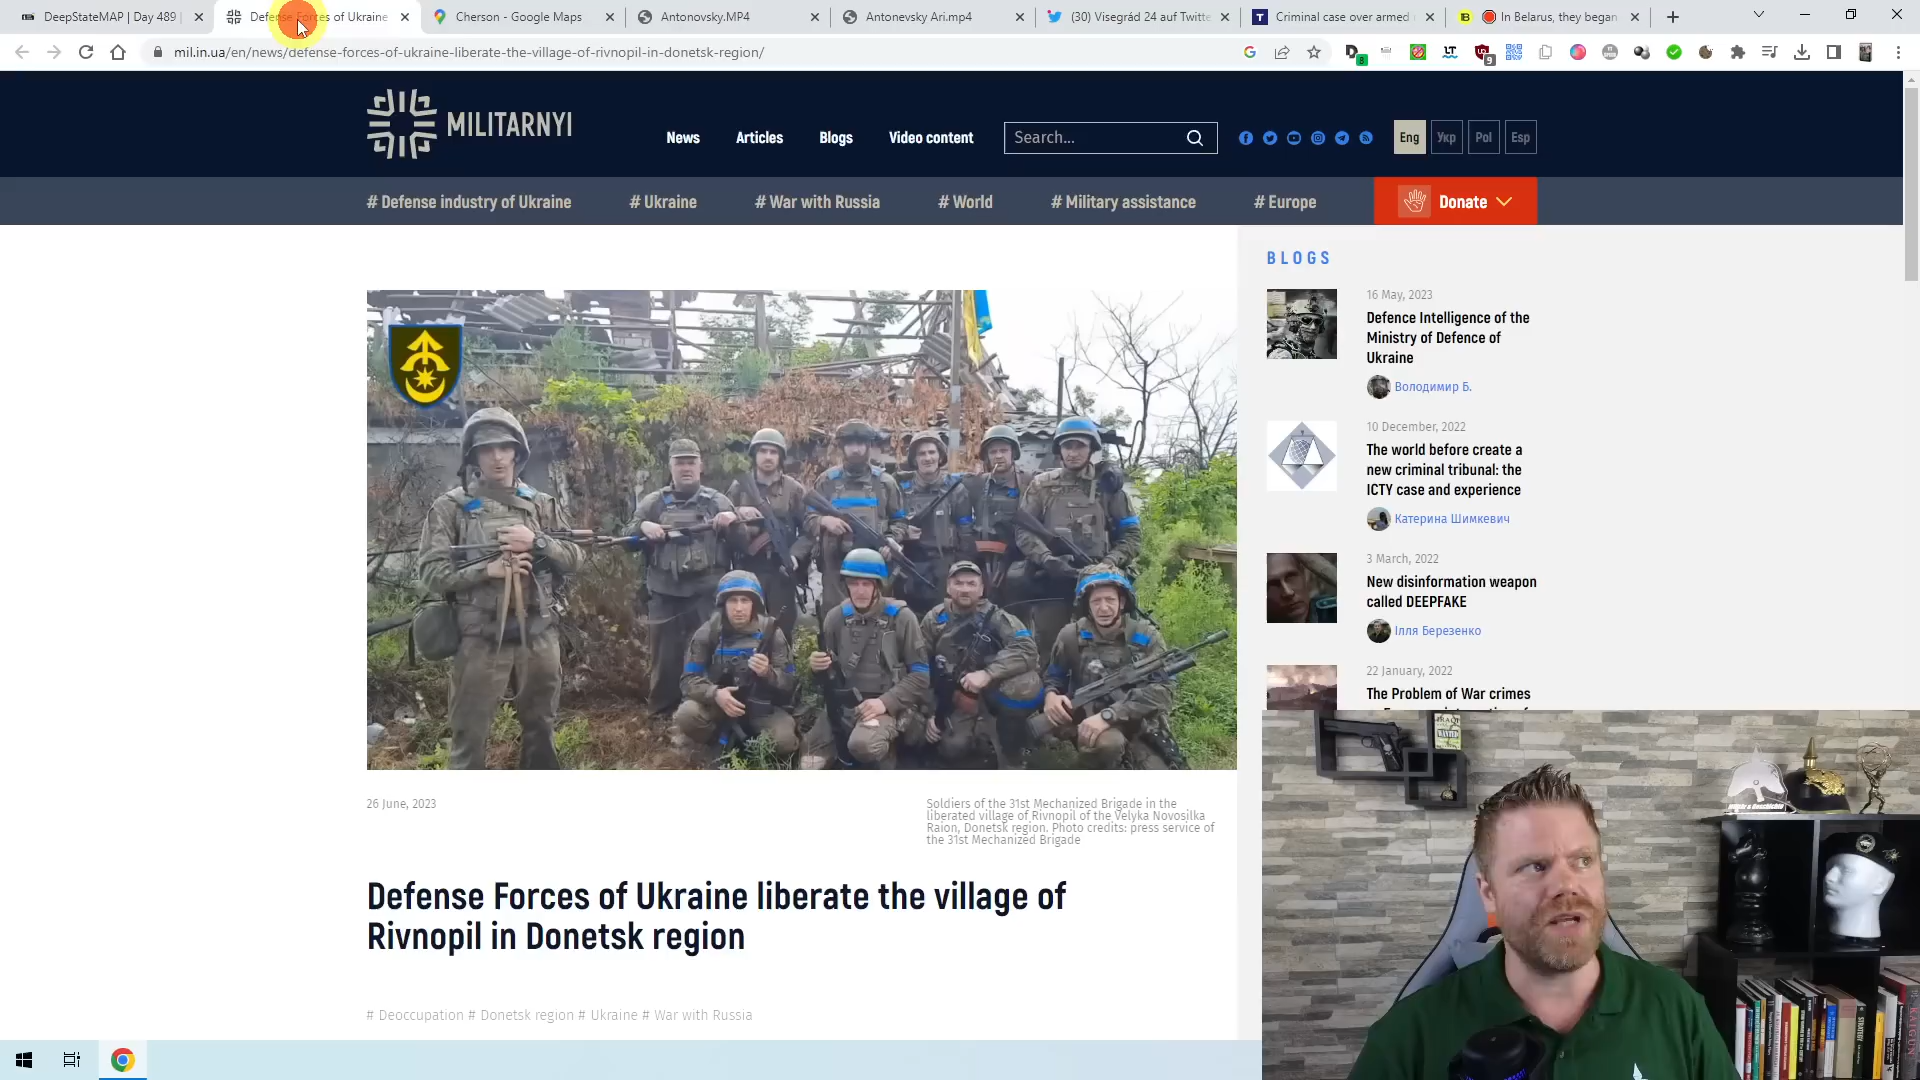 DeepStateMAP | Day 489
Defense Forces of Ukraine
Cherson - Google Maps
Antonovsky.MP4
Antonevsky Ari.mp4
(30) Visegrád 24 auf Twitte
Criminal case over armed
In Belarus, they began
mil.in.ua/en/news/defense-forces-of-ukraine-liberate-the-village-of-rivnopil-in-donetsk-region/
MILITARNYI
News
Articles
Blogs
Video content
Search...
Eng
Укр
Pol
Esp
# Defense industry of Ukraine
# Ukraine
# War with Russia
# World
# Military assistance
# Europe
Donate
26 June, 2023
Soldiers of the 31st Mechanized Brigade in the
liberated village of Rivnopil of the Velyka Novosilka
Raion, Donetsk region. Photo credits: press service of
the 31st Mechanized Brigade
Defense Forces of Ukraine liberate the village of
Rivnopil in Donetsk region
# Deoccupation # Donetsk region # Ukraine # War with Russia
BLOGS
16 May, 2023
Defence Intelligence of the
Ministry of Defence of
Ukraine
Володимир Б.
10 December, 2022
The world before create a
new criminal tribunal: the
ICTY case and experience
Катерина Шимкевич
3 March, 2022
New disinformation weapon
called DEEPFAKE
Ілля Березенко
22 January, 2022
The Problem of War crimes